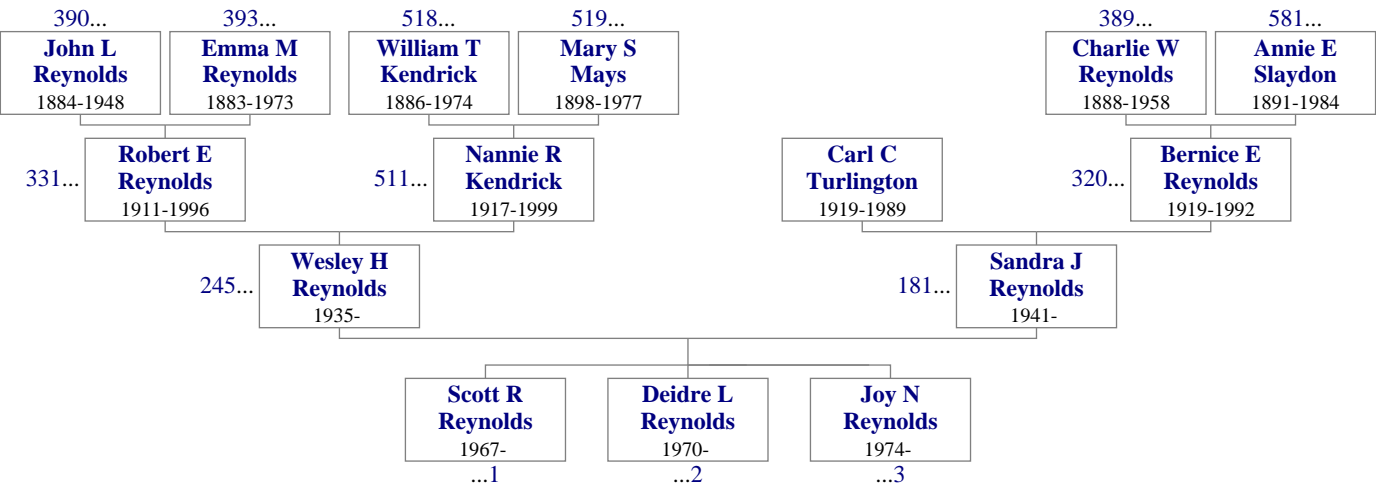 390... 393... 518... 519... 389... 581...
John L Emma M William T Mary S Charlie W Annie E
Reynolds Reynolds Kendrick Mays Reynolds Slaydon
1884-1948 1883-1973 1886-1974 1898-1977 1888-1958 1891-1984
Robert E Nannie R Carl C Bernice E
331... Reynolds 511... Kendrick Turlington 320... Reynolds
1911-1996 1917-1999 1919-1989 1919-1992
Wesley H Sandra J
245... Reynolds 181... Reynolds
1935- 1941-
Scott R Deidre L Joy N
Reynolds Reynolds Reynolds
1967- 1970- 1974-
...1 ...2 ...3